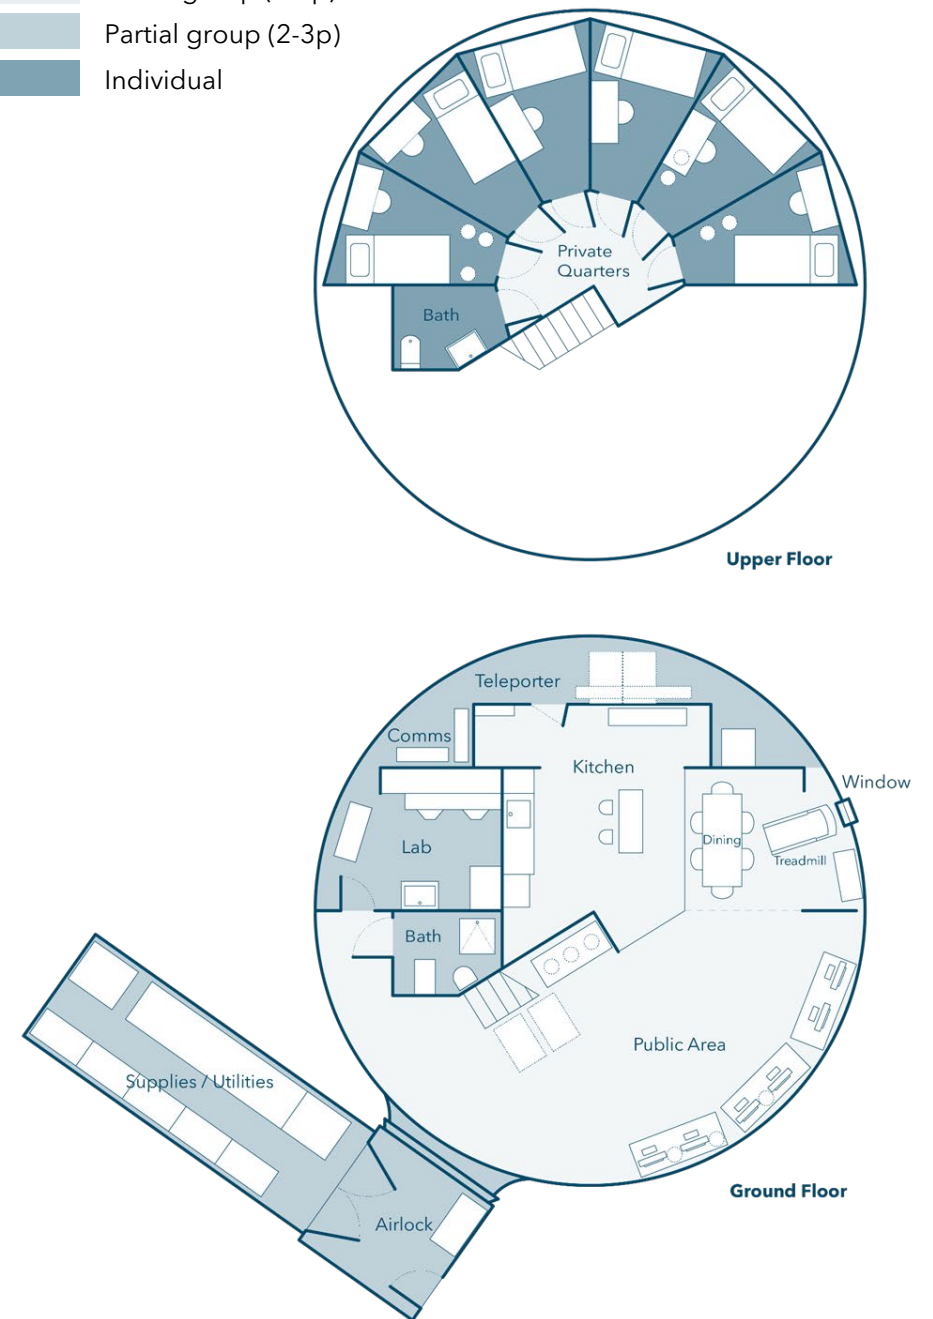 Partial group (2-3p)
Individual
Private
Quarters
Bath
Upper Floor
Teleporter
Comms
Kitchen
Window
Dining
Treadmill
Lab
Bath
Public Area
Supplies / Utilities
Ground Floor
Airlock